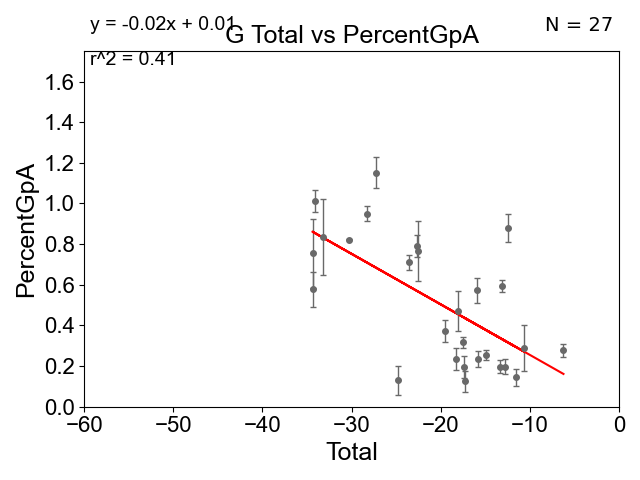 y = -0.02x + 0.01
G Total vs PercentGpA
N = 27
r^2 = 0.41
PercentGpA
1.6
1.4
1.2
1.0
0.8
0.6
0.4
0.2
0.0
−60
−50
−40
−30
−20
−10
0
Total